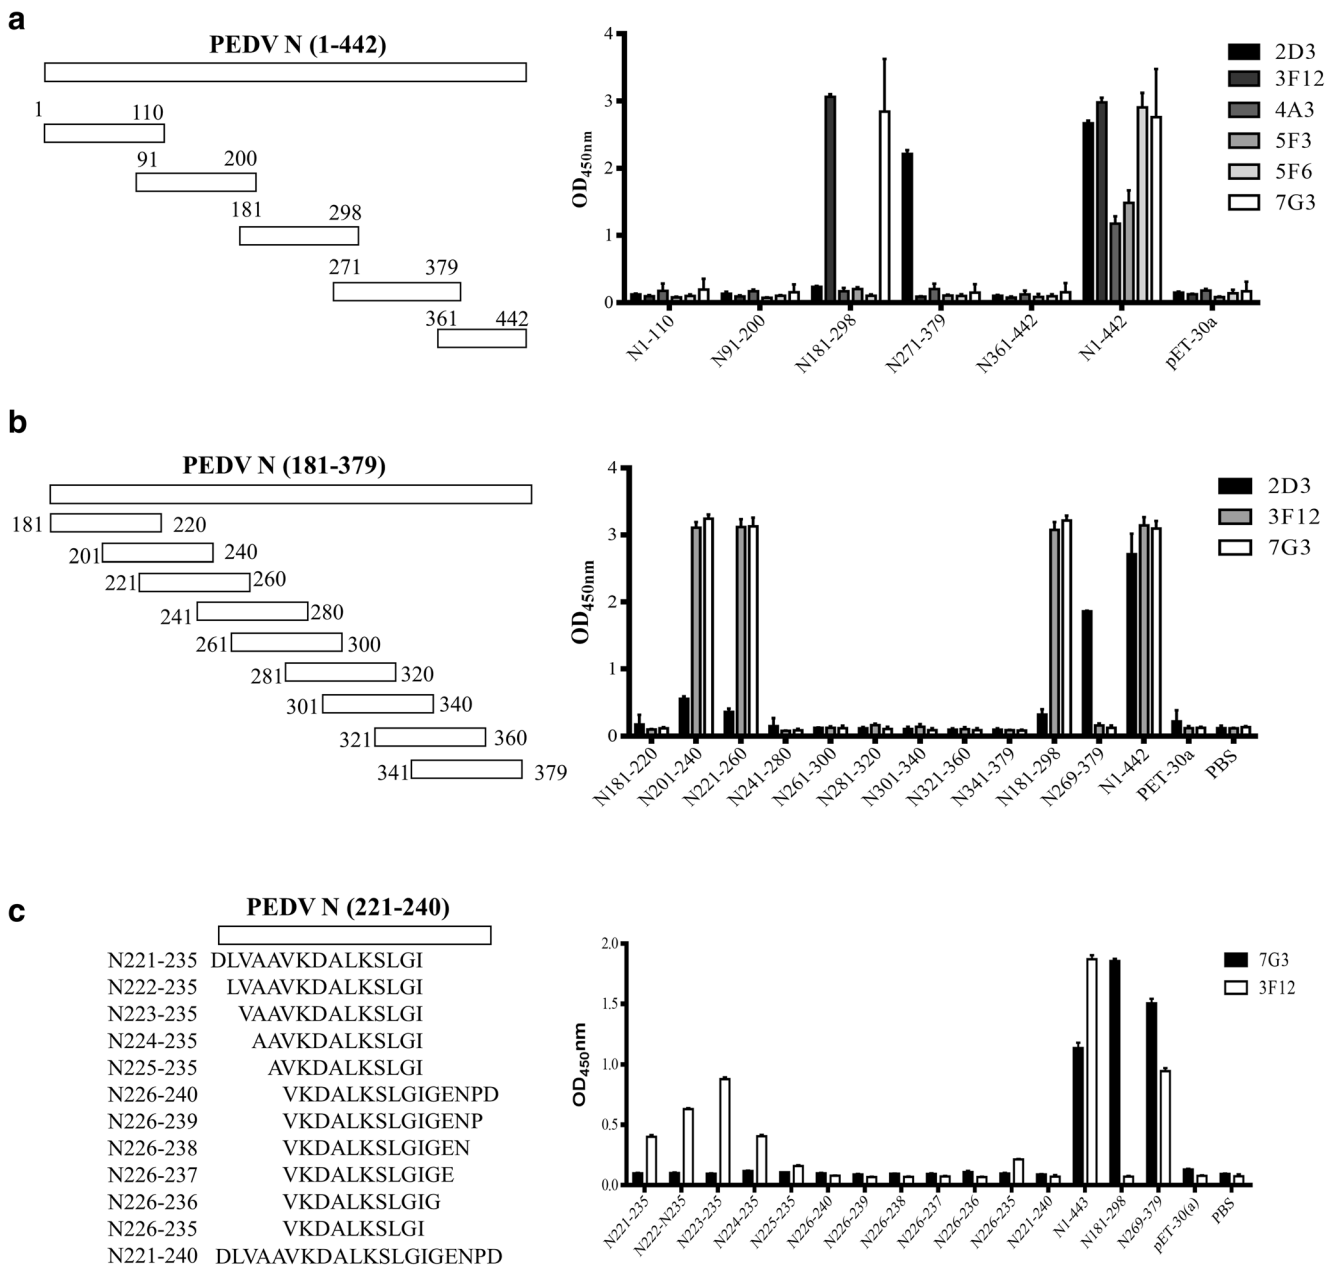 a
PEDV N (1-442)
1
110
91
200
181
298
271
379
361
442
4
3
2
1
0
OD450nm
N1-110
N91-200
N181-298
N271-379
N361-442
N1-442
pET-30a
2D3
3F12
4A3
5F3
5F6
7G3
b
PEDV N (181-379)
181
220
201
240
221
260
241
280
261
300
281
320
301
340
321
360
341
379
4
3
2
1
0
OD450nm
N181-220
N201-240
N221-260
N241-280
N261-300
N281-320
N301-340
N321-360
N341-379
N181-298
N269-379
N1-442
PET-30a
PBS
2D3
3F12
7G3
c
PEDV N (221-240)
N221-235 DLVAAVKDALKSLGI
N222-235 LVAAVKDALKSLGI
N223-235 VAAVKDALKSLGI
N224-235 AAVKDALKSLGI
N225-235 AVKDALKSLGI
N226-240 VKDALKSLGIGENPD
N226-239 VKDALKSLGIGENP
N226-238 VKDALKSLGIGEN
N226-237 VKDALKSLGIGE
N226-236 VKDALKSLGIG
N226-235 VKDALKSLGI
N221-240 DLVAAVKDALKSLGIGENPD
2.0
1.5
1.0
0.5
0.0
OD450nm
N221-235
N222-N235
N223-235
N224-235
N225-235
N226-240
N226-239
N226-238
N226-237
N226-236
N226-235
N221-240
N1-443
N181-298
N269-379
pET-30(a)
PBS
7G3
3F12